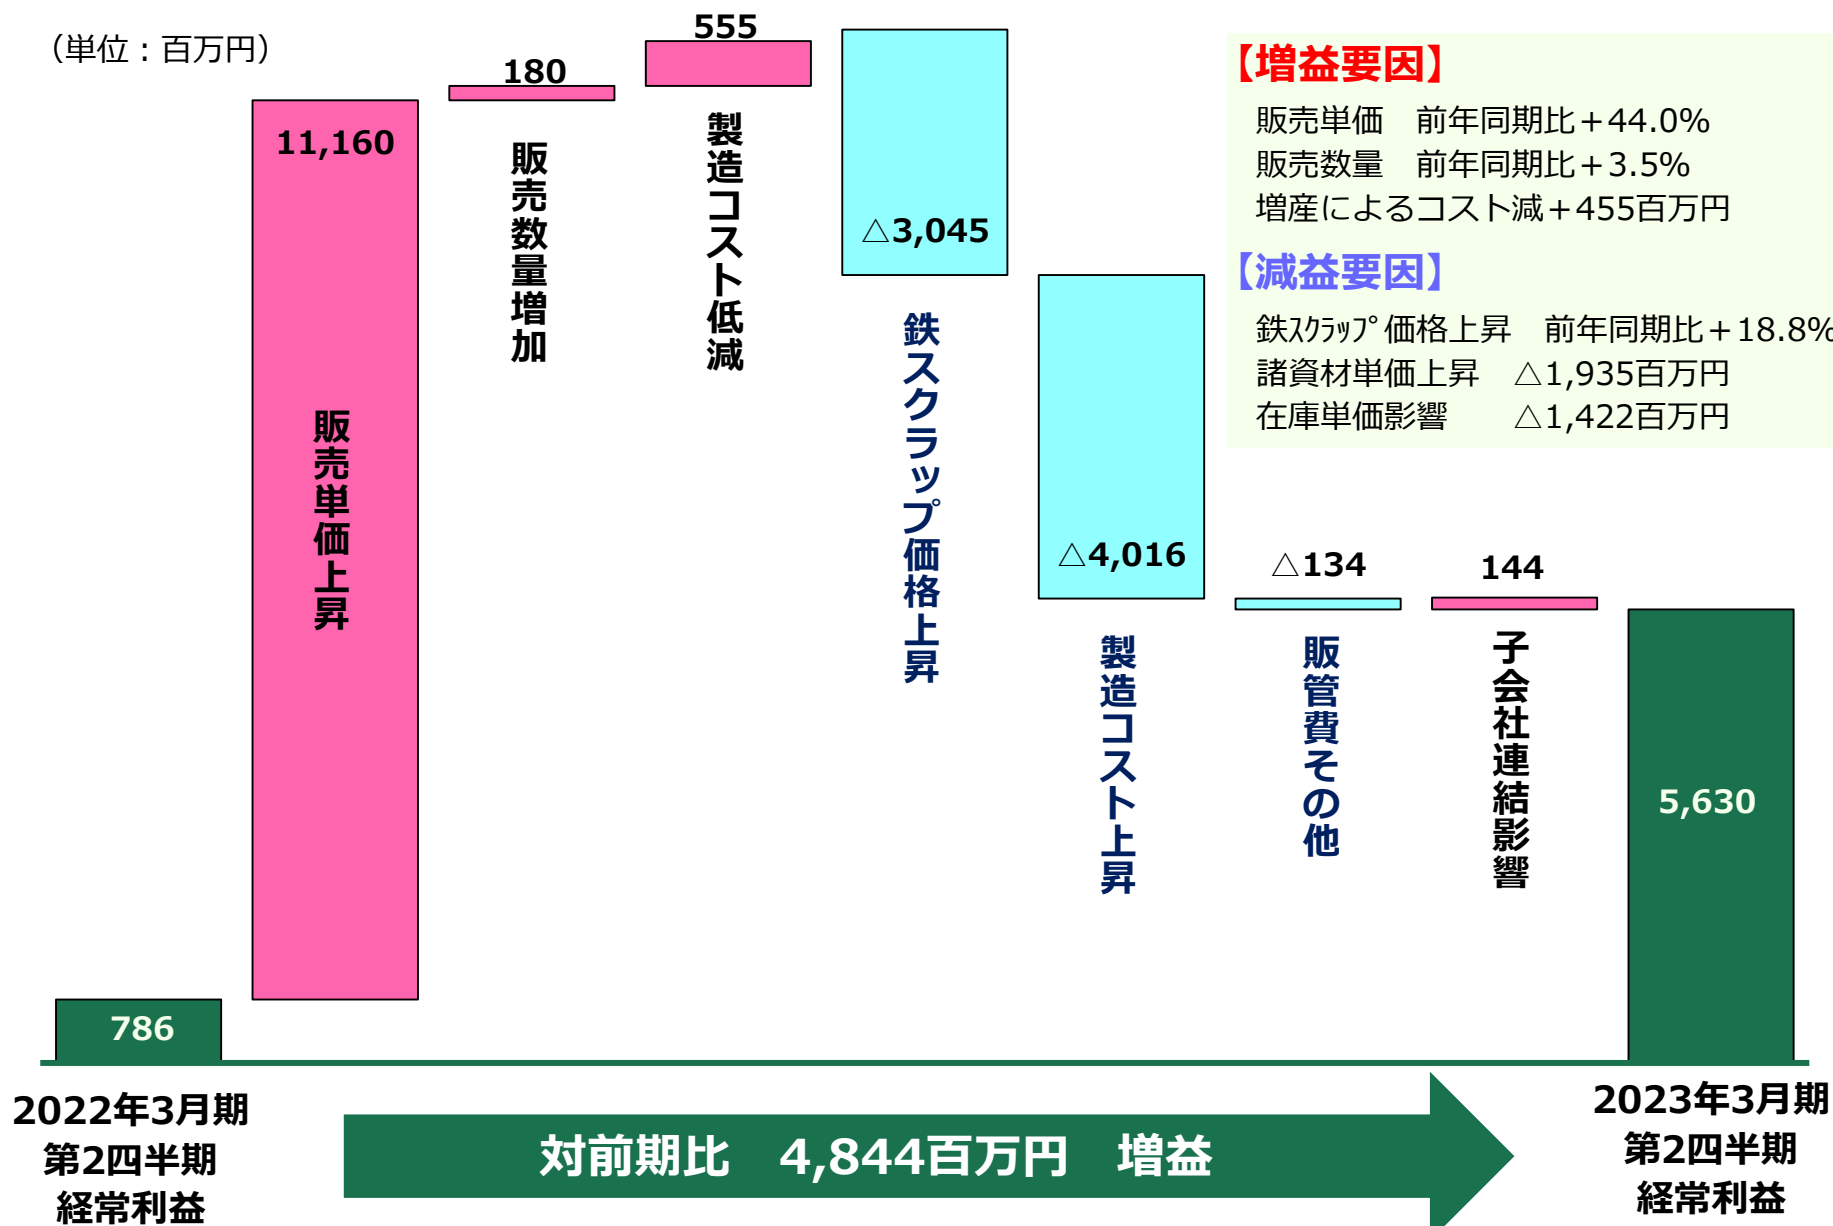 （単位：百万円）
786
11,160
販売単価上昇
180
販売数量増加
555
製造コスト低減
△3,045
鉄スクラップ価格上昇
△4,016
製造コスト上昇
△134
販管費その他
144
子会社連結影響
5,630
【増益要因】
販売単価　前年同期比＋44.0%
販売数量　前年同期比＋3.5%
増産によるコスト減＋455百万円
【減益要因】
鉄ｽｸﾗｯﾌﾟ価格上昇　前年同期比＋18.8%
諸資材単価上昇　△1,935百万円
在庫単価影響　　△1,422百万円
2022年3月期
第2四半期
経常利益
対前期比　4,844百万円　増益
2023年3月期
第2四半期
経常利益